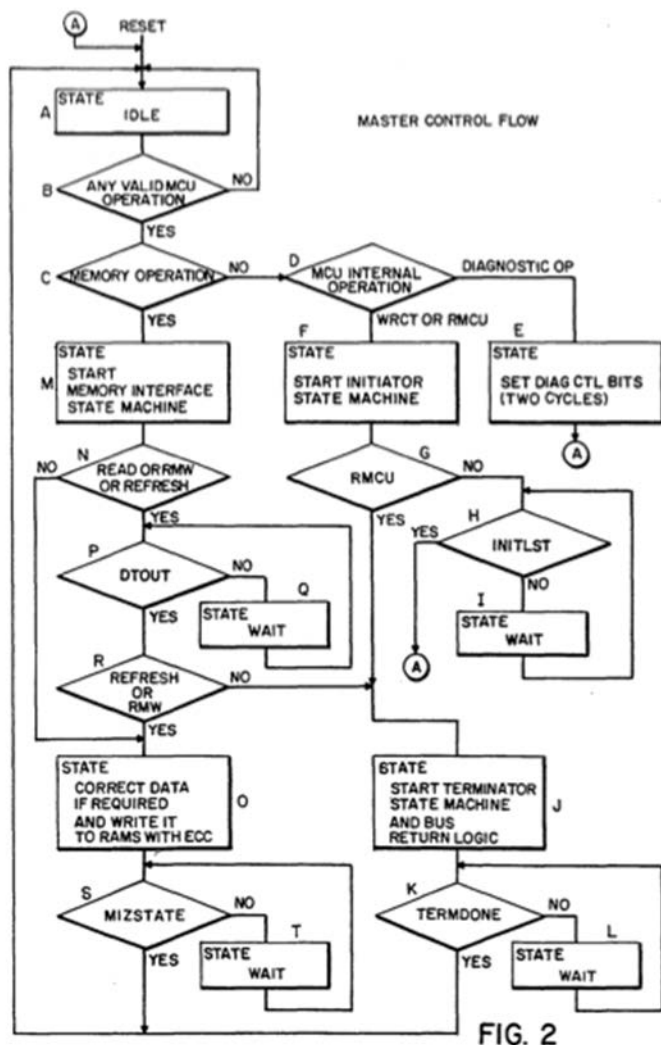 A
RESET
STATE
A
IDLE
MASTER CONTROL FLOW
B
ANY VALID MCU
OPERATION
NO
YES
C
MEMORY OPERATION
NO
D
MCU INTERNAL
OPERATION
DIAGNOSTIC OP
YES
WRCT OR RMCU
M
STATE
START
MEMORY INTERFACE
STATE MACHINE
F
STATE
START INITIATOR
STATE MACHINE
E
STATE
SET DIAG CTL BITS
(TWO CYCLES)
A
N
NO
READ OR RMW
OR REFRESH
YES
G
RMCU
NO
YES
H
YES
INITLST
NO
P
DTOUT
NO
YES
Q
STATE
WAIT
I
STATE
WAIT
A
R
REFRESH
OR
RMW
NO
YES
STATE
CORRECT DATA
IF REQUIRED
AND WRITE IT
TO RAMS WITH ECC
O
STATE
START TERMINATOR
STATE MACHINE
AND BUS
RETURN LOGIC
J
S
MIZSTATE
NO
YES
T
STATE
WAIT
K
TERMDONE
NO
YES
L
STATE
WAIT
FIG. 2